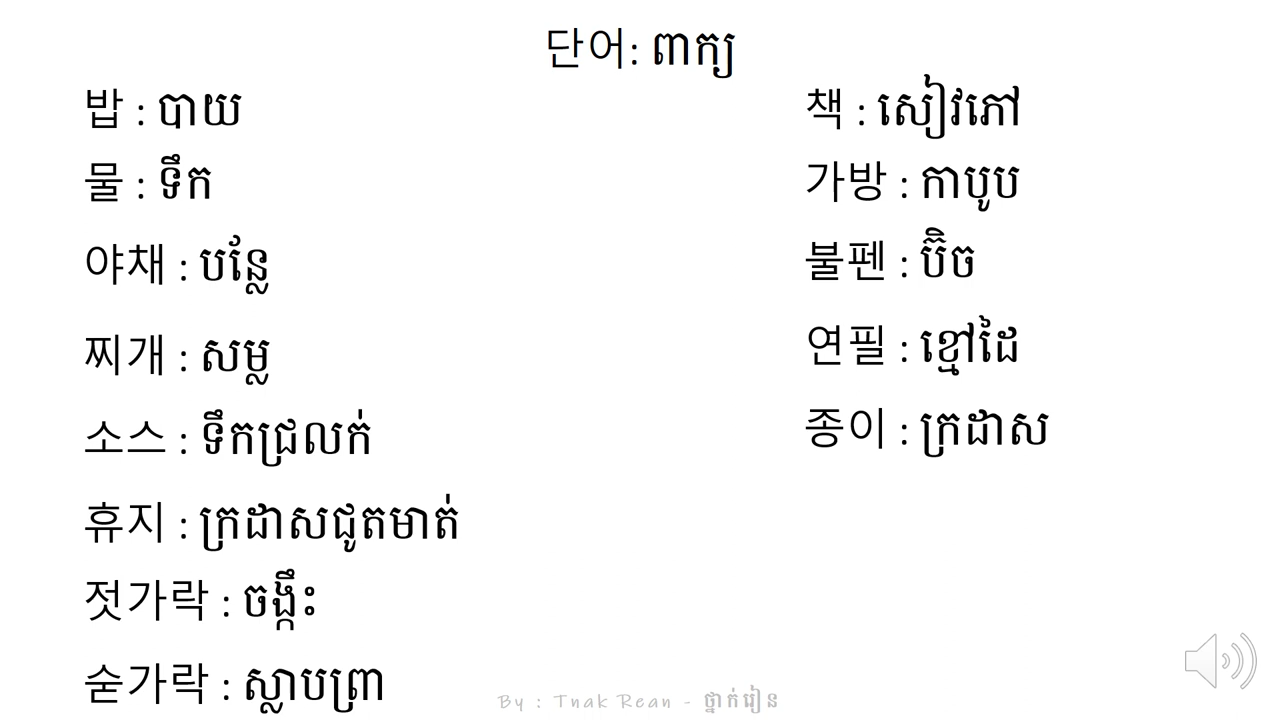 단어: ពាក្យ
밥 : បាយ
물 : ទឹក
야채 : បន្លែ
찌개 : សម្ល
소스 : ទឹកជ្រលក់
휴지 : ក្រដាសជូតមាត់
젓가락 : ចង្កឹះ
숟가락 : ស្លាបព្រា
책 : សៀវភៅ
가방 : កាបូប
불펜 : ប៊ិច
연필 : ខ្មៅដៃ
종이 : ក្រដាស
By : Tnak Rean - ថ្នាក់រៀន